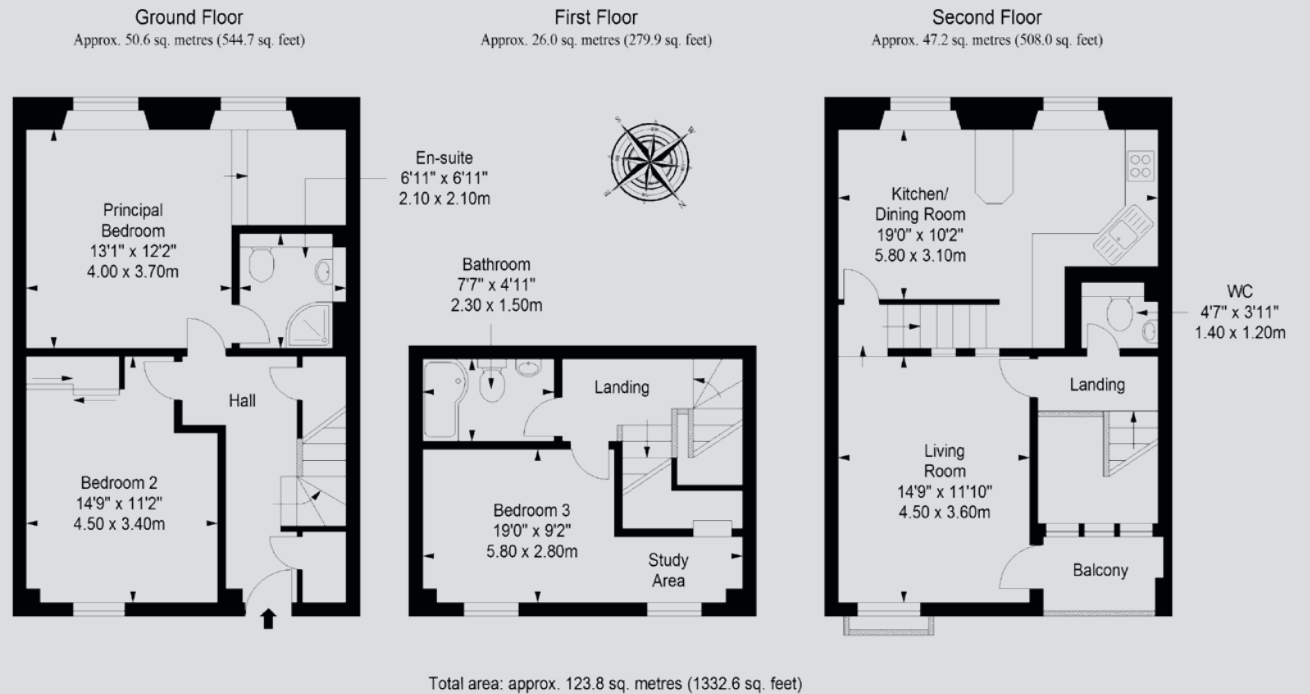 Ground Floor
Approx. 50.6 sq. metres (544.7 sq. feet)
First Floor
Approx. 26.0 sq. metres (279.9 sq. feet)
Second Floor
Approx. 47.2 sq. metres (508.0 sq. feet)
Principal
Bedroom
13'1" x 12'2"
4.00 x 3.70m
En-suite
6'11" x 6'11"
2.10 x 2.10m
Hall
Bedroom 2
14'9" x 11'2"
4.50 x 3.40m
S
W
N
Bathroom
7'7" x 4'11"
2.30 x 1.50m
Landing
Bedroom 3
19'0" x 9'2"
5.80 x 2.80m
Study
Area
Kitchen/
Dining Room
19'0" x 10'2"
5.80 x 3.10m
WC
4'7" x 3'11"
1.40 x 1.20m
Landing
Living
Room
14'9" x 11'10"
4.50 x 3.60m
Balcony
Total area: approx. 123.8 sq. metres (1332.6 sq. feet)